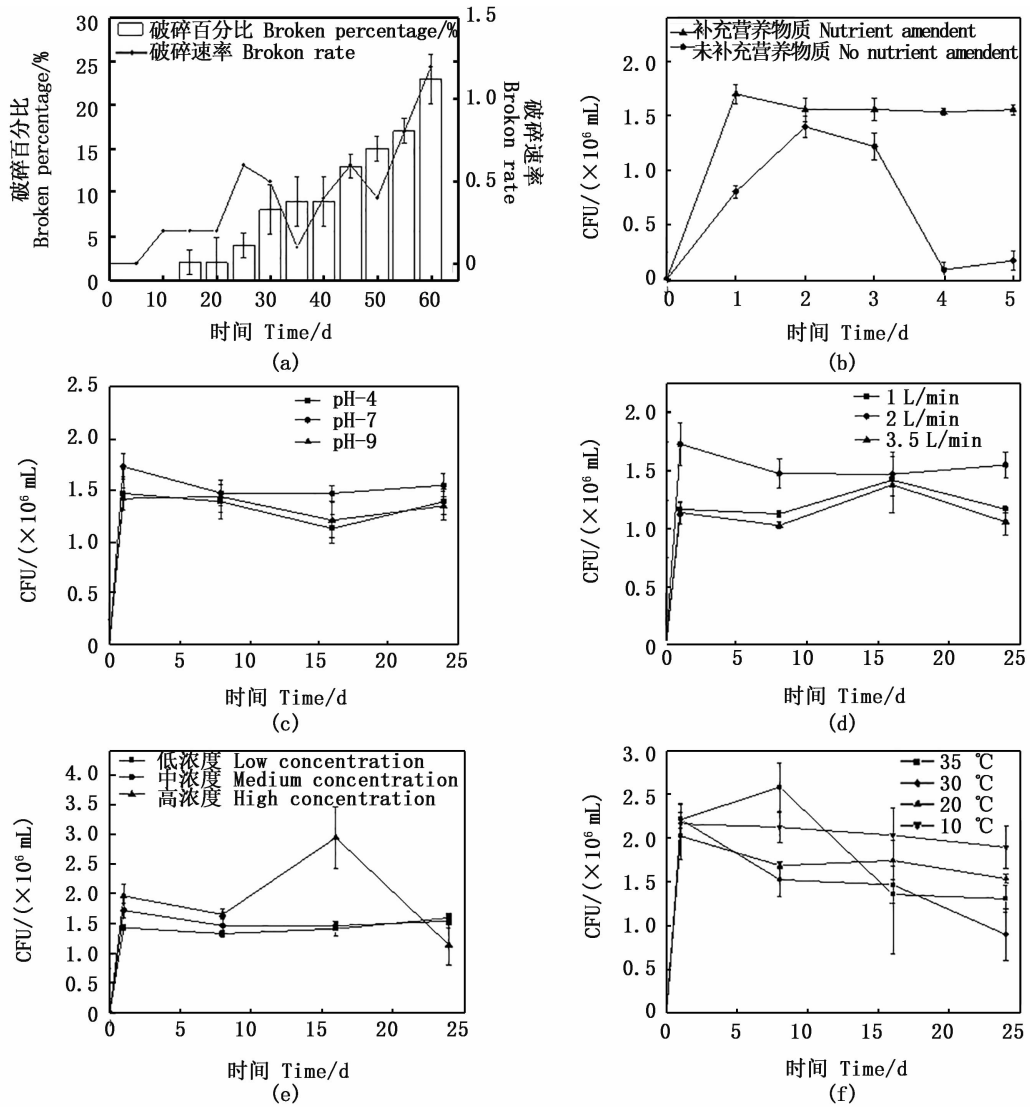 破碎百分比 Broken percentage/%
破碎速率 Brokon rate
破碎百分比
Broken percentage/%
30
25
20
15
10
5
0
1.5
1.0
0.5
0
破碎速率
Brokon rate
0 10 20 30 40 50 60
时间 Time/d
(a)
补充营养物质 Nutrient amendent
未补充营养物质 No nutrient amendent
CFU/(×10⁶ mL)
2.0
1.5
1.0
0.5
0
0 1 2 3 4 5
时间 Time/d
(b)
pH-4
pH-7
pH-9
CFU/(×10⁶ mL)
2.5
2.0
1.5
1.0
0.5
0
0 5 10 15 20 25
时间 Time/d
(c)
1 L/min
2 L/min
3.5 L/min
CFU/(×10⁶ mL)
2.0
1.5
1.0
0.5
0
0 5 10 15 20 25
时间 Time/d
(d)
低浓度 Low concentration
中浓度 Medium concentration
高浓度 High concentration
CFU/(×10⁶ mL)
4.0
3.5
3.0
2.5
2.0
1.5
1.0
0.5
0
0 5 10 15 20 25
时间 Time/d
(e)
35 ℃
30 ℃
20 ℃
10 ℃
CFU/(×10⁶ mL)
3.0
2.5
2.0
1.5
1.0
0.5
0
0 5 10 15 20 25
时间 Time/d
(f)